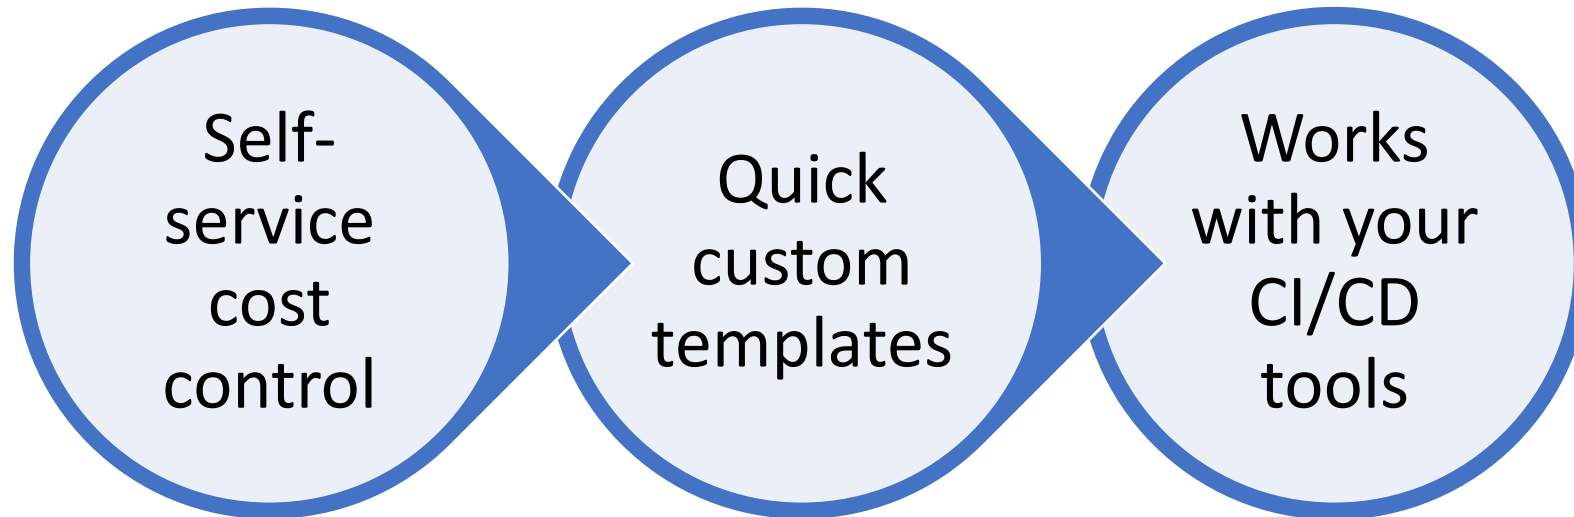 Self-
service
cost
control
Quick
custom
templates
Works
with your
CI/CD
tools